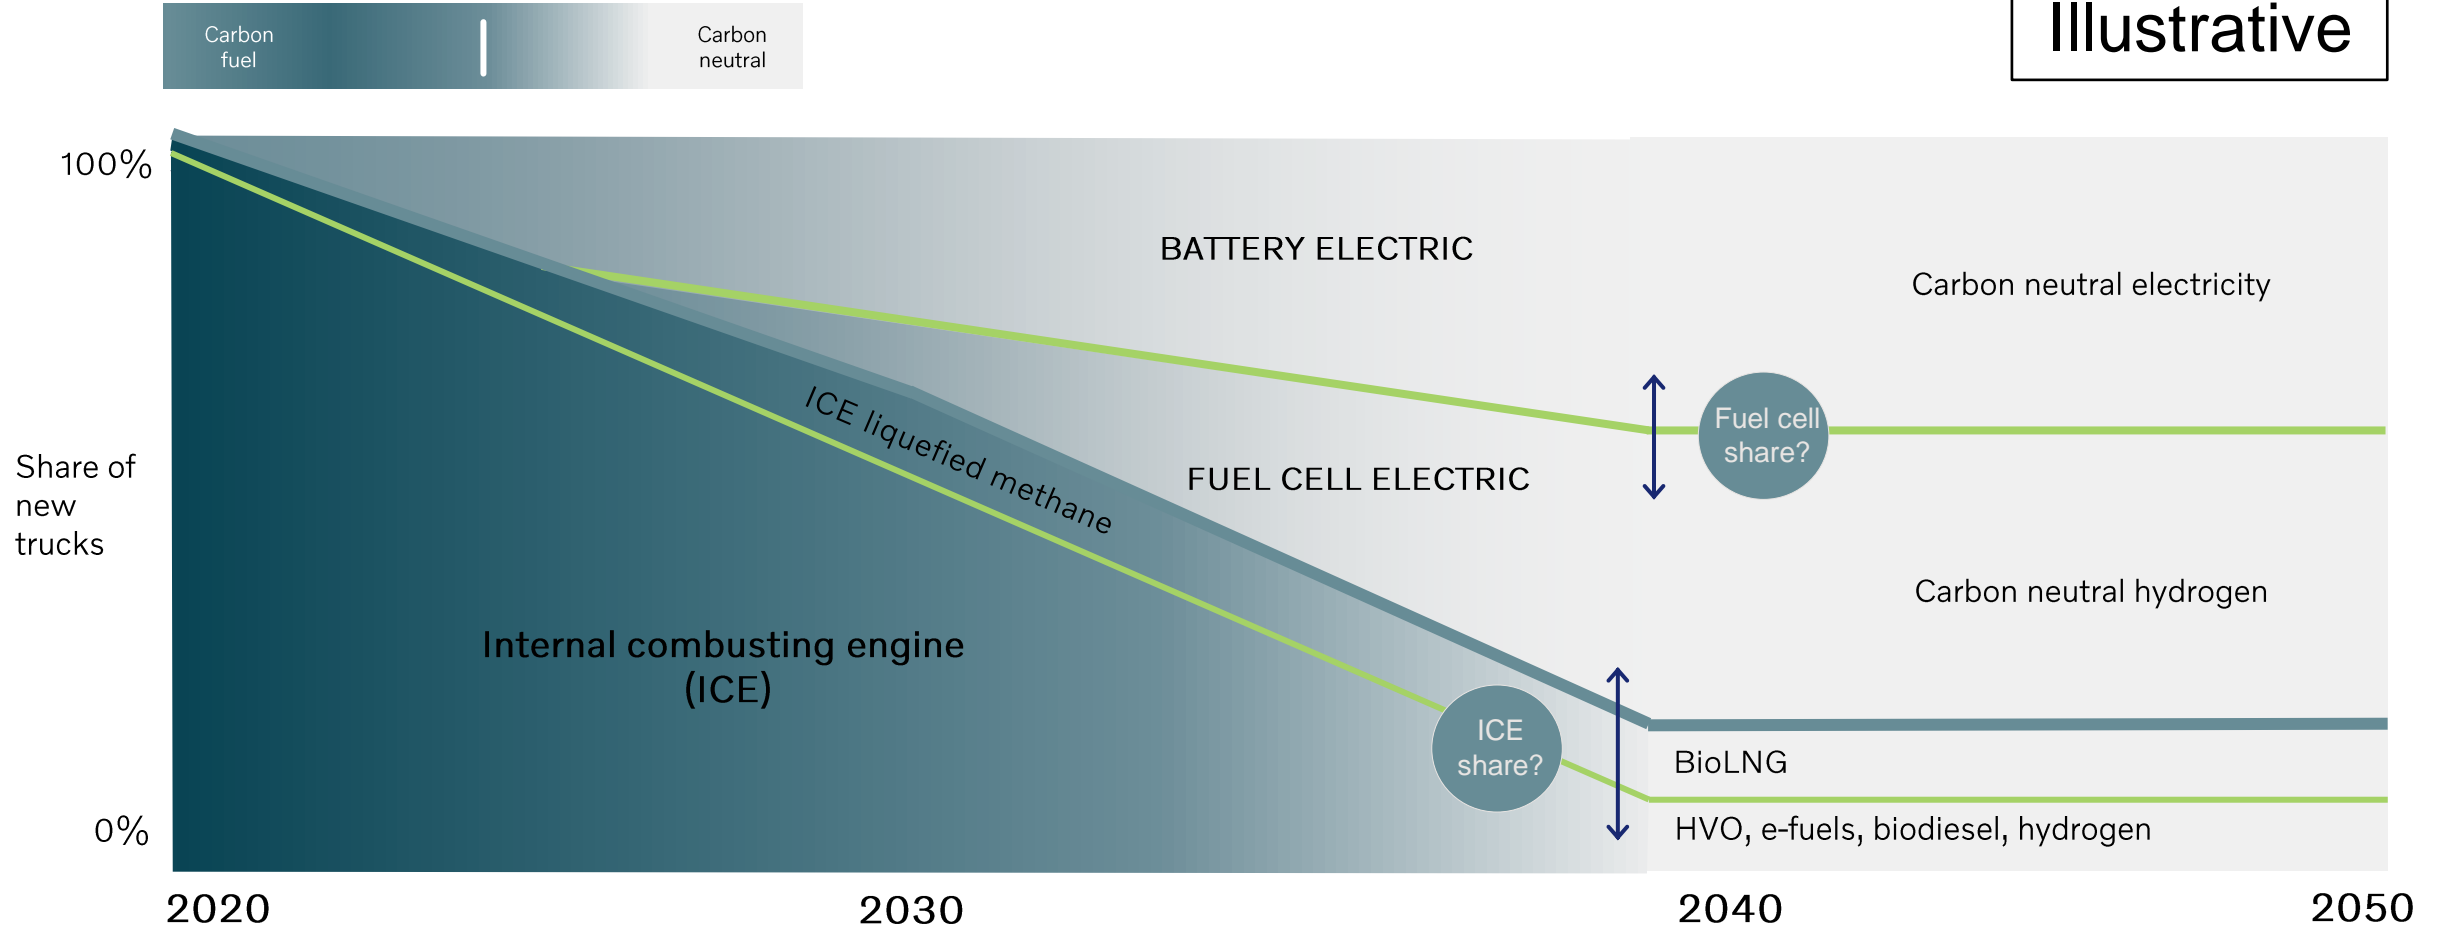 Carbon
fuel
Carbon
neutral
Illustrative
100%
BATTERY ELECTRIC
Carbon neutral electricity
Fuel cell
share?
ICE liquefied methane
Share of
new
trucks
FUEL CELL ELECTRIC
Carbon neutral hydrogen
Internal combusting engine
(ICE)
ICE
share?
BioLNG
0%
HVO, e-fuels, biodiesel, hydrogen
2020
2030
2040
2050